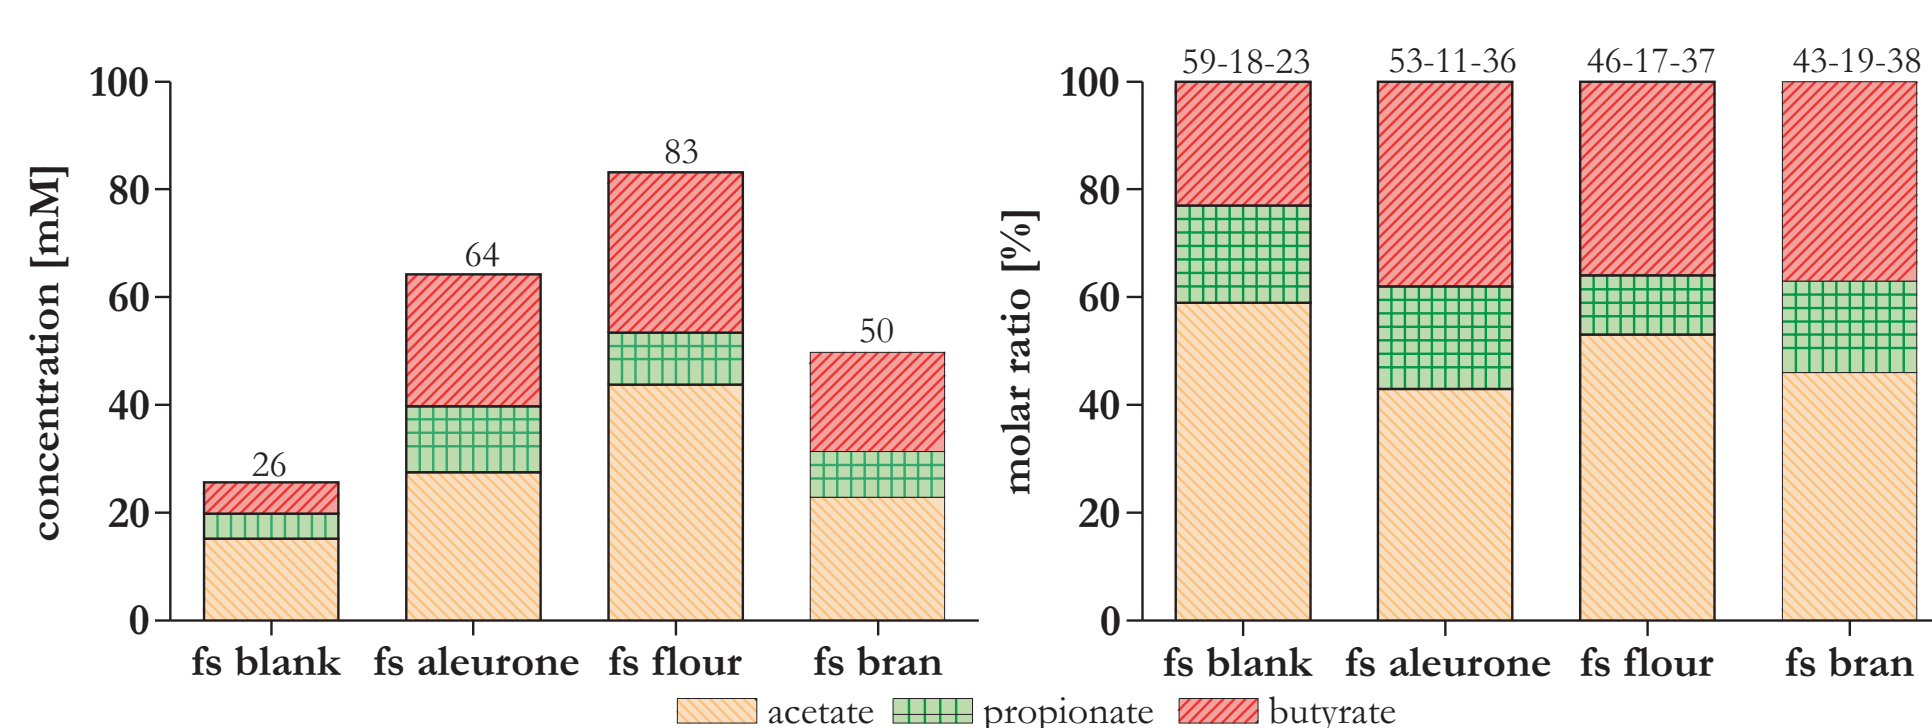 concentration [mM]
100
80
60
40
20
0
26
64
83
50
fs blank
fs aleurone
fs flour
fs bran
molar ratio [%]
100
80
60
40
20
0
59-18-23
53-11-36
46-17-37
43-19-38
fs blank
fs aleurone
fs flour
fs bran
acetate propionate butyrate